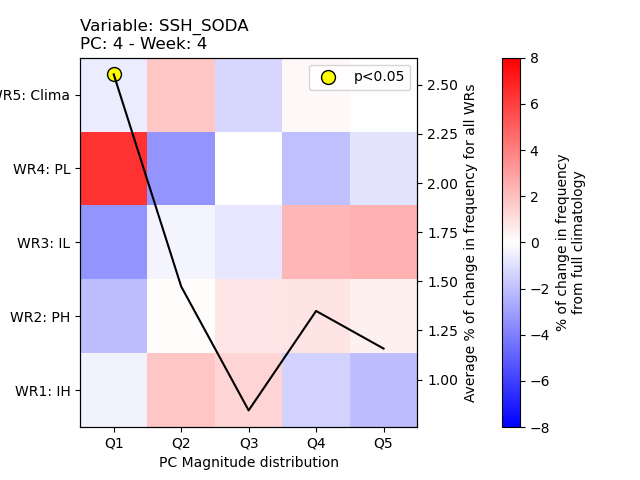 Variable: SSH_SODA
PC: 4 - Week: 4
p<0.05
WR5: Clima
WR4: PL
WR3: IL
WR2: PH
WR1: IH
Q1 Q2 Q3 Q4 Q5
PC Magnitude distribution
2.50
2.25
2.00
1.75
1.50
1.25
1.00
Average % of change in frequency for all WRs
8
6
4
2
0
−2
−4
−6
−8
% of change in frequency
from full climatology